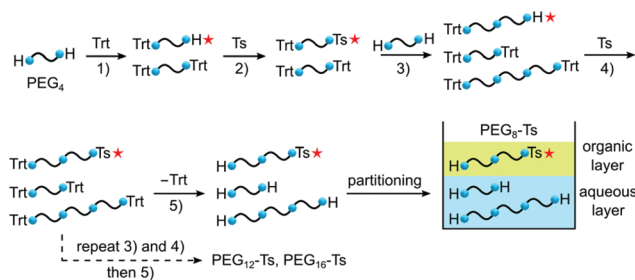 H H
PEG₄
Trt
1)
Trt H
Trt Trt
Ts
2)
Trt Ts
Trt Trt
H H
3)
Trt H
Trt Trt
Trt Trt
Ts
4)
Trt Ts
Trt Trt
Trt Trt
−Trt
5)
H Ts
H H
H H
partitioning
PEG₈-Ts
H Ts
organic
layer
H H
H H
aqueous
layer
repeat 3) and 4)
then 5)
PEG₁₂-Ts, PEG₁₆-Ts